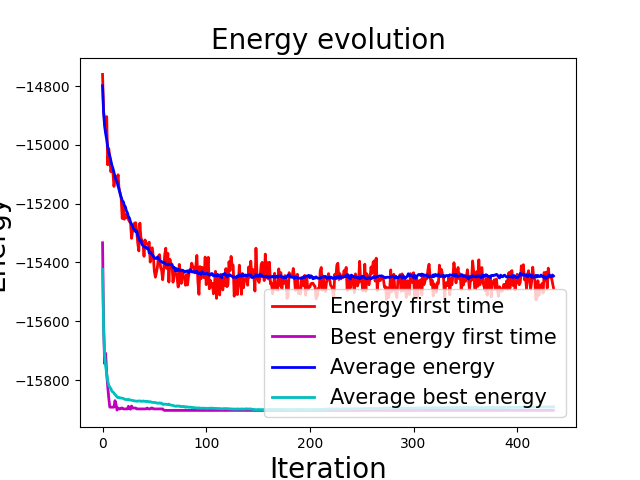 Energy evolution
Energy
−14800
−15000
−15200
−15400
−15600
−15800
0
100
200
300
400
Iteration
Energy first time
Best energy first time
Average energy
Average best energy